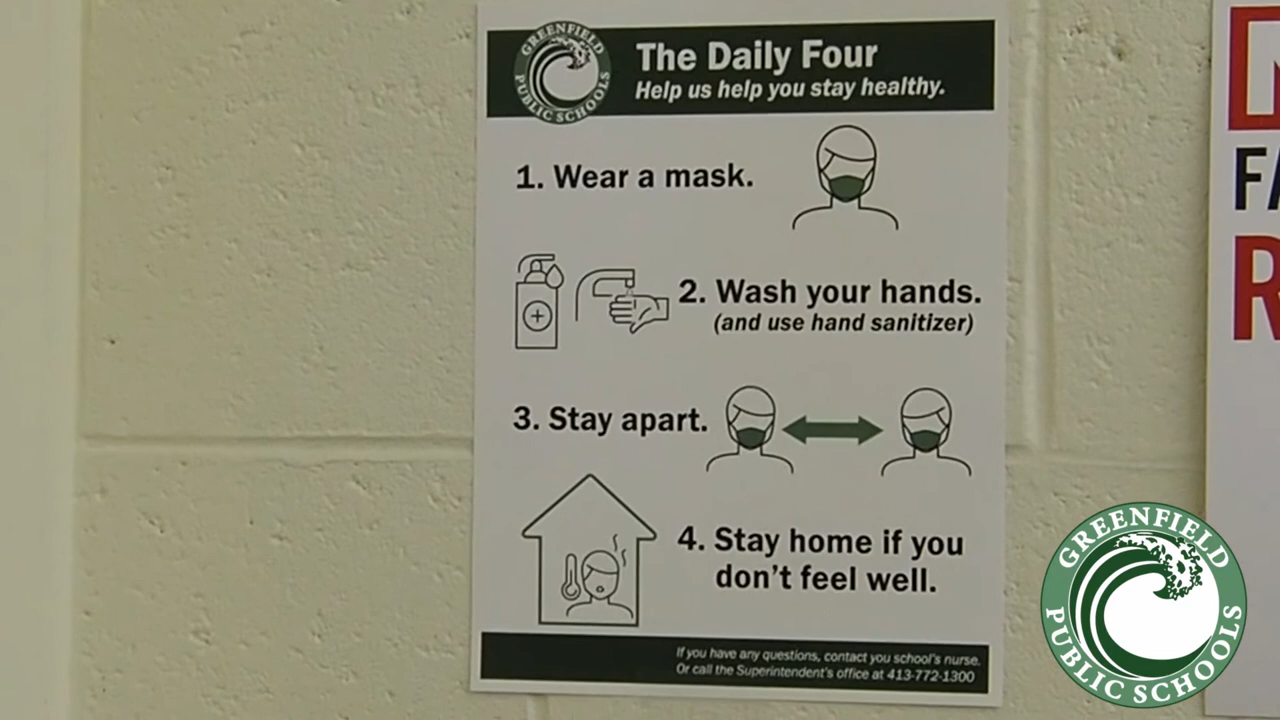 GREENFIELD
PUBLIC SCHOOLS
The Daily Four
Help us help you stay healthy.
1. Wear a mask.
2. Wash your hands.
(and use hand sanitizer)
3. Stay apart.
4. Stay home if you
don't feel well.
If you have any questions, contact you school's nurse.
Or call the Superintendent's office at 413-772-1300
FA
R
GREENFIELD
PUBLIC SCHOOLS